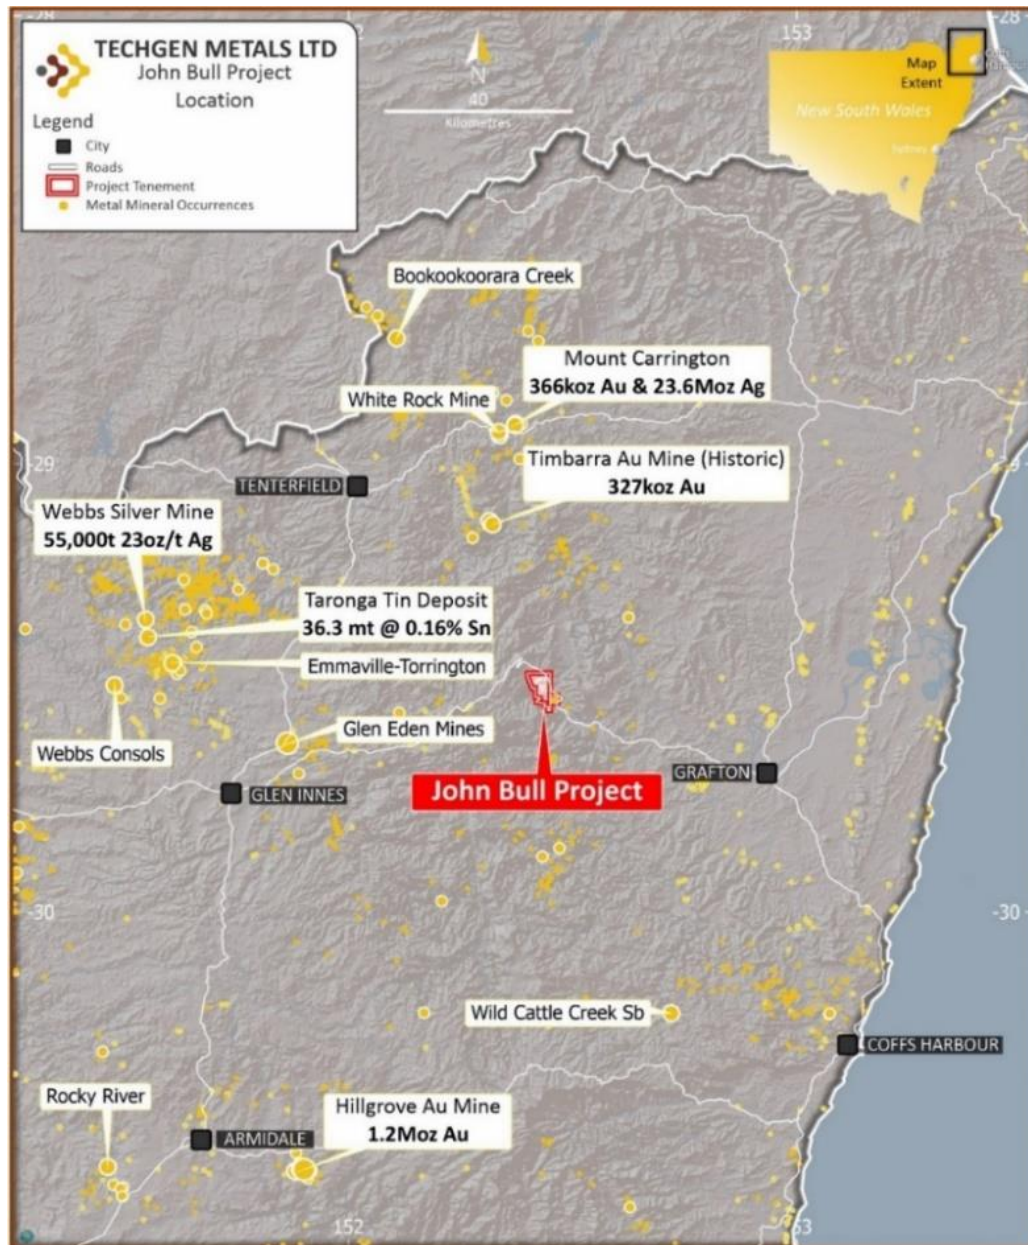 -28
152
153
-28
TECHGEN METALS LTD
John Bull Project
Location
Legend
City
Roads
Project Tenement
Metal Mineral Occurrences
N
40
Kilometres
Map
Extent
New South Wales
Bookookoorara Creek
Mount Carrington
366koz Au & 23.6Moz Ag
White Rock Mine
-29
Timbarra Au Mine (Historic)
327koz Au
TENTERFIELD
Webbs Silver Mine
55,000t 23oz/t Ag
Taronga Tin Deposit
36.3 mt @ 0.16% Sn
Emmaville-Torrington
Glen Eden Mines
Webbs Consols
John Bull Project
GRAFTON
GLEN INNES
-30
-30
Wild Cattle Creek Sb
COFFS HARBOUR
Rocky River
Hillgrove Au Mine
1.2Moz Au
ARMIDALE
152
153